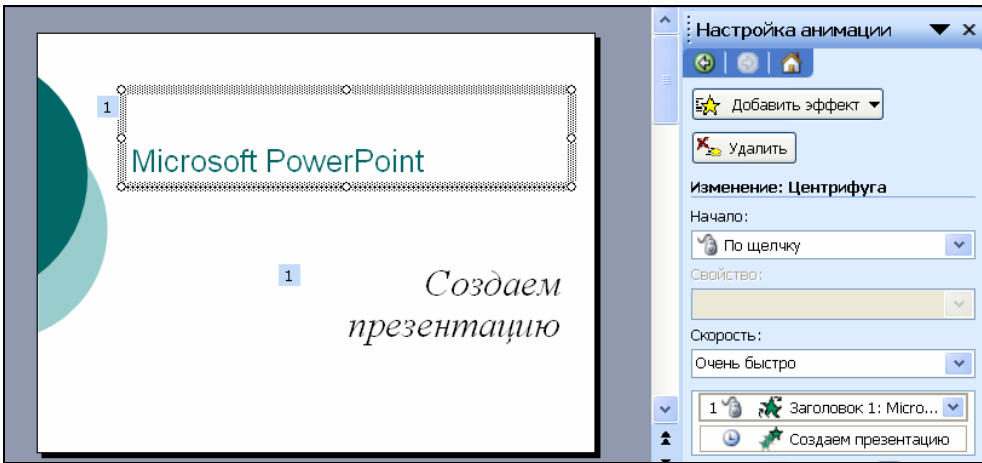 1
Microsoft PowerPoint
1
Создаем
презентацию
Настройка анимации
Добавить эффект
Удалить
Изменение: Центрифуга
Начало:
По щелчку
Свойство:
Скорость:
Очень быстро
1 Заголовок 1: Micro...
Создаем презентацию